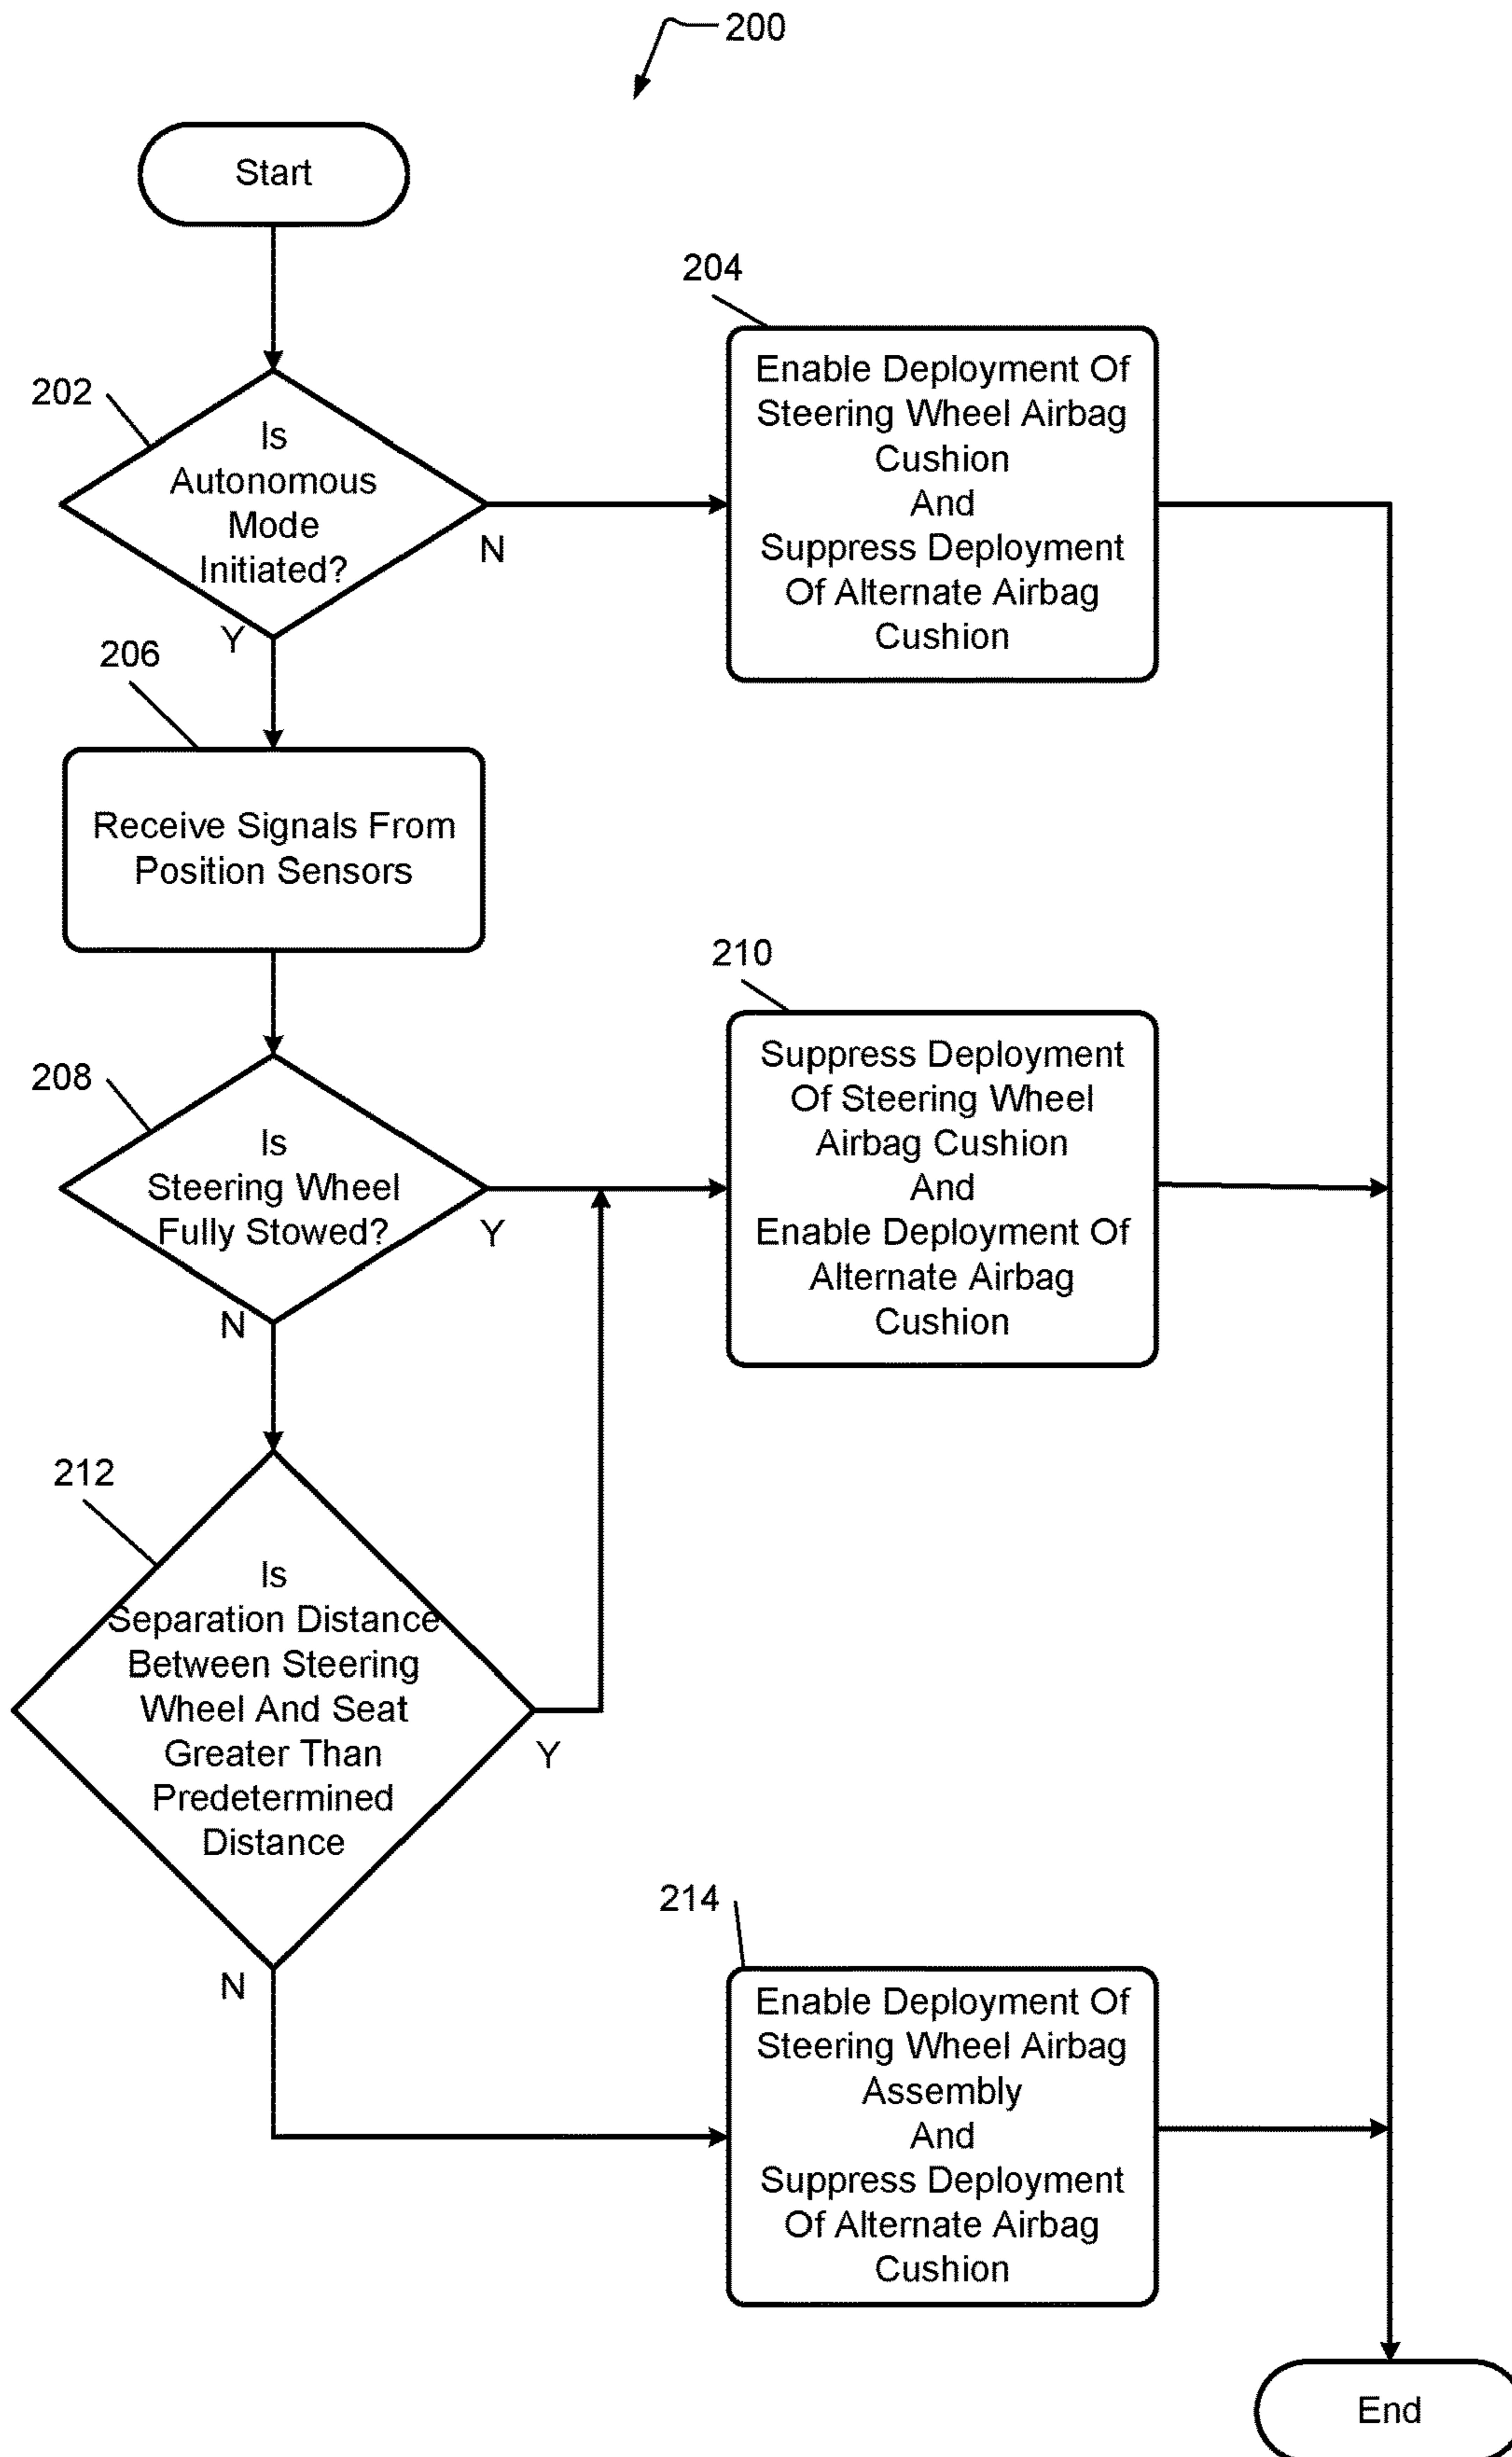 200
Start
204
202
Is
Autonomous
Mode
Initiated?
N
Y
Enable Deployment Of
Steering Wheel Airbag
Cushion
And
Suppress Deployment
Of Alternate Airbag
Cushion
206
Receive Signals From
Position Sensors
210
208
Is
Steering Wheel
Fully Stowed?
Y
N
Suppress Deployment
Of Steering Wheel
Airbag Cushion
And
Enable Deployment Of
Alternate Airbag
Cushion
212
Is
Separation Distance
Between Steering
Wheel And Seat
Greater Than
Predetermined
Distance
Y
N
214
Enable Deployment Of
Steering Wheel Airbag
Assembly
And
Suppress Deployment
Of Alternate Airbag
Cushion
End